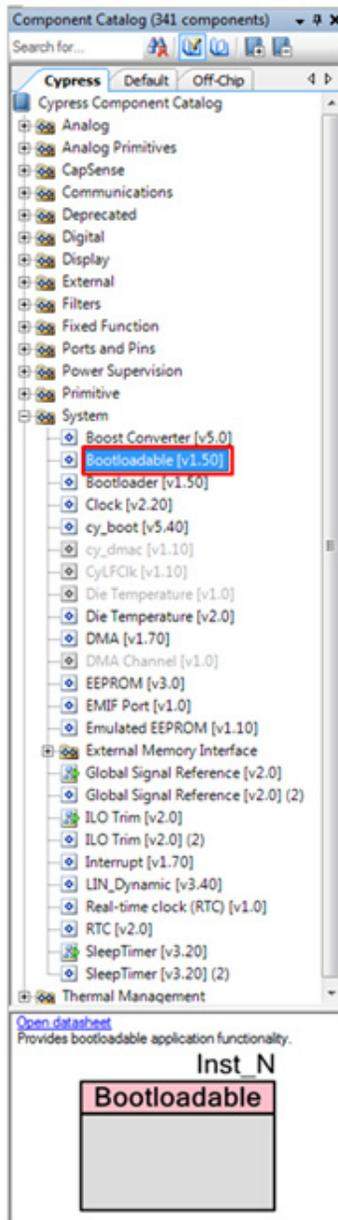 Component Catalog (341 components)
Search for...
Cypress Default Off-Chip
Cypress Component Catalog
Analog
Analog Primitives
CapSense
Communications
Deprecated
Digital
Display
External
Filters
Fixed Function
Ports and Pins
Power Supervision
Primitive
System
Boost Converter [v5.0]
Bootloadable [v1.50]
Bootloader [v1.50]
Clock [v2.20]
cy_boot [v5.40]
cy_dmac [v1.10]
CyLFClk [v1.10]
Die Temperature [v1.0]
Die Temperature [v2.0]
DMA [v1.70]
DMA Channel [v1.0]
EEPROM [v3.0]
EMIF Port [v1.0]
Emulated EEPROM [v1.10]
External Memory Interface
Global Signal Reference [v2.0]
Global Signal Reference [v2.0] (2)
ILO Trim [v2.0]
ILO Trim [v2.0] (2)
Interrupt [v1.70]
LIN_Dynamic [v3.40]
Real-time clock (RTC) [v1.0]
RTC [v2.0]
SleepTimer [v3.20]
SleepTimer [v3.20] (2)
Thermal Management
Open datasheet
Provides bootloadable application functionality.
Inst_N
Bootloadable